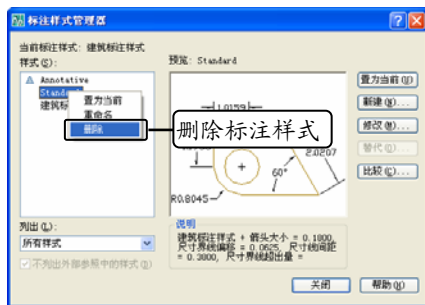 标注样式管理器
当前标注样式: 建筑标注样式
样式(S):
预览: Standard
Annotative
Standard
建筑标
置为当前
重命名
删除
删除标注样式
1.0159
2.0207
60°
R0.8045
置为当前(U)
新建(N)...
修改(M)...
替代(O)...
比较(C)...
列出(L):
所有样式
不列出外部参照中的样式(D)
说明
建筑标注样式 + 箭头大小 = 0.1800,
尺寸界线偏移 = 0.0625, 尺寸线间距
= 0.3800, 尺寸界线超出量 =
关闭
帮助(H)